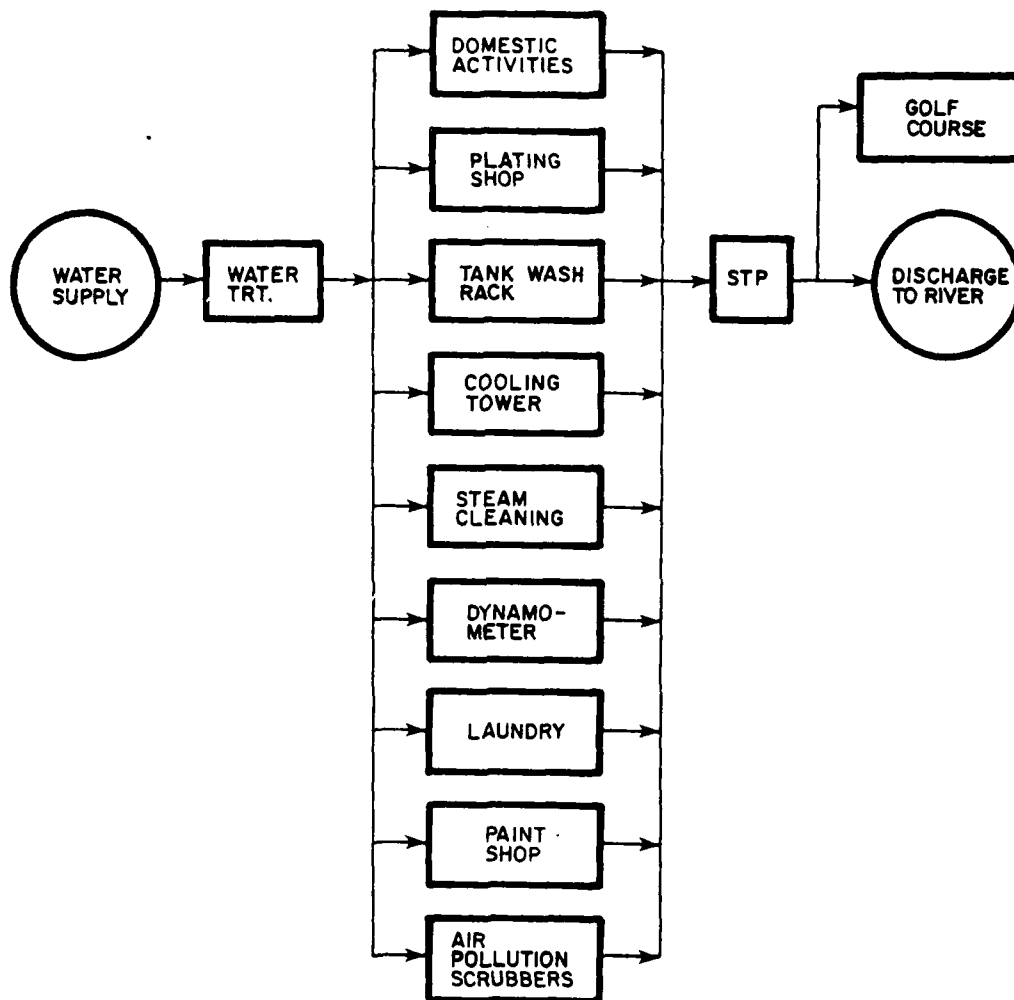 DOMESTIC
ACTIVITIES
GOLF
COURSE
PLATING
SHOP
WATER
SUPPLY
WATER
TRT.
TANK WASH
RACK
STP
DISCHARGE
TO RIVER
COOLING
TOWER
STEAM
CLEANING
DYNAMO-
METER
LAUNDRY
PAINT
SHOP
AIR
POLLUTION
SCRUBBERS